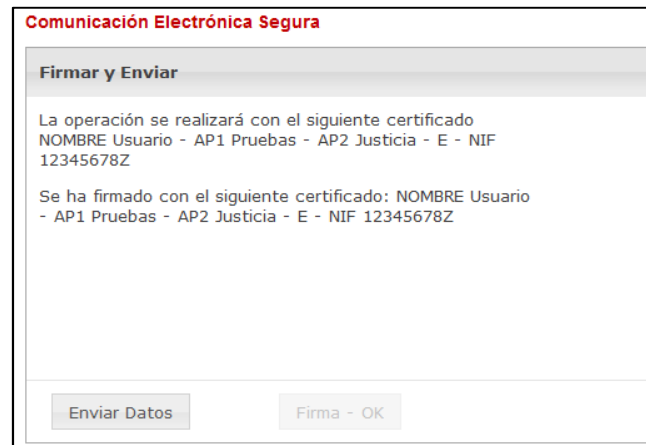 Comunicación Electrónica Segura
Firmar y Enviar
La operación se realizará con el siguiente certificado
NOMBRE Usuario - AP1 Pruebas - AP2 Justicia - E - NIF
12345678Z
Se ha firmado con el siguiente certificado: NOMBRE Usuario
- AP1 Pruebas - AP2 Justicia - E - NIF 12345678Z
Enviar Datos
Firma - OK